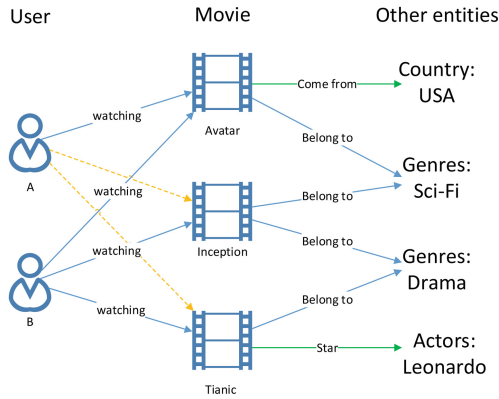 User
Movie
Other entities
Avatar
Come from
Country:
USA
watching
A
watching
Belong to
Genres:
Sci-Fi
Belong to
Inception
watching
Belong to
Genres:
Drama
B
watching
Belong to
Tianic
Star
Actors:
Leonardo